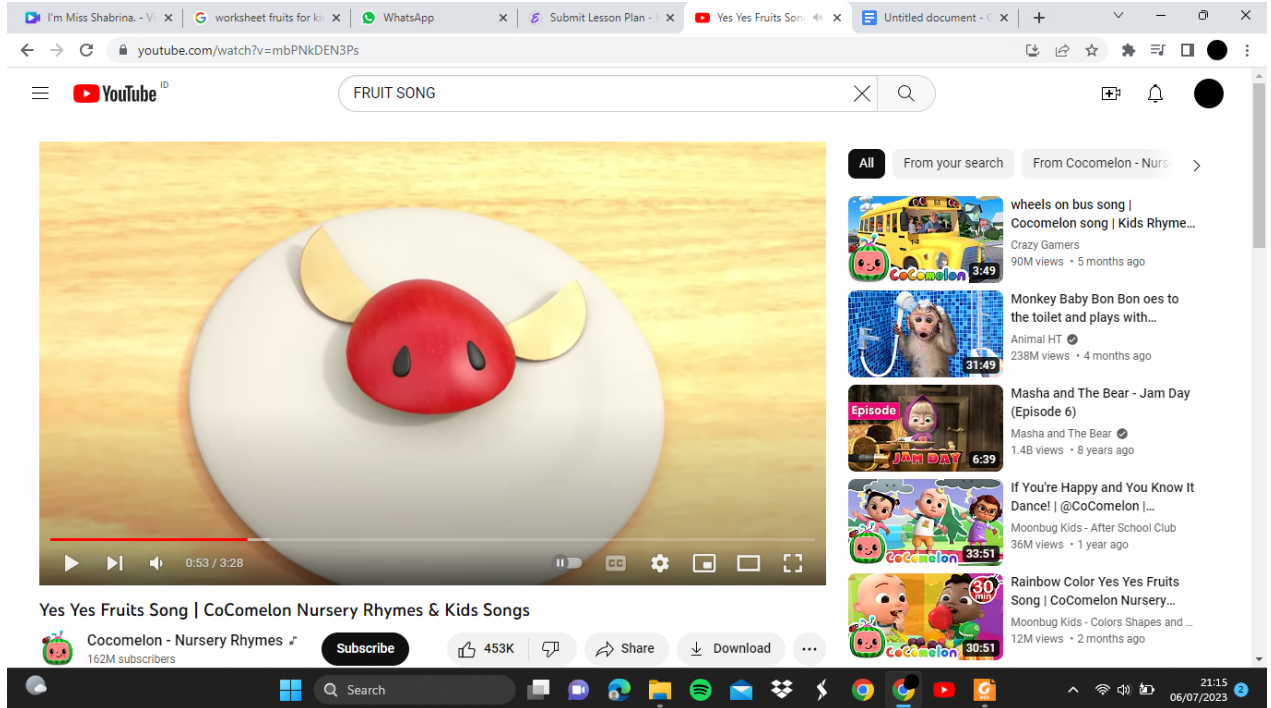 I'm Miss Shabrina. - Vi
worksheet fruits for kin
WhatsApp
Submit Lesson Plan -
Yes Yes Fruits Son
Untitled document -
youtube.com/watch?v=mbPNkDEN3Ps
YouTube ID
FRUIT SONG
All
From your search
From Cocomelon - Nurs
0:53 / 3:28
CC
Yes Yes Fruits Song | CoComelon Nursery Rhymes & Kids Songs
Cocomelon - Nursery Rhymes
162M subscribers
Subscribe
453K
Share
Download
CoComelon
3:49
wheels on bus song |
Cocomelon song | Kids Rhyme...
Crazy Gamers
90M views • 5 months ago
31:49
Monkey Baby Bon Bon oes to
the toilet and plays with...
Animal HT
238M views • 4 months ago
Episode
JAM DAY
6:39
Masha and The Bear - Jam Day
(Episode 6)
Masha and The Bear
1.4B views • 8 years ago
CoComelon
33:51
If You're Happy and You Know It
Dance! | @CoComelon |...
Moonbug Kids - After School Club
36M views • 1 year ago
30
min
CoComelon
30:51
Rainbow Color Yes Yes Fruits
Song | CoComelon Nursery...
Moonbug Kids - Colors Shapes and ...
12M views • 2 months ago
Search
21:15
06/07/2023
2